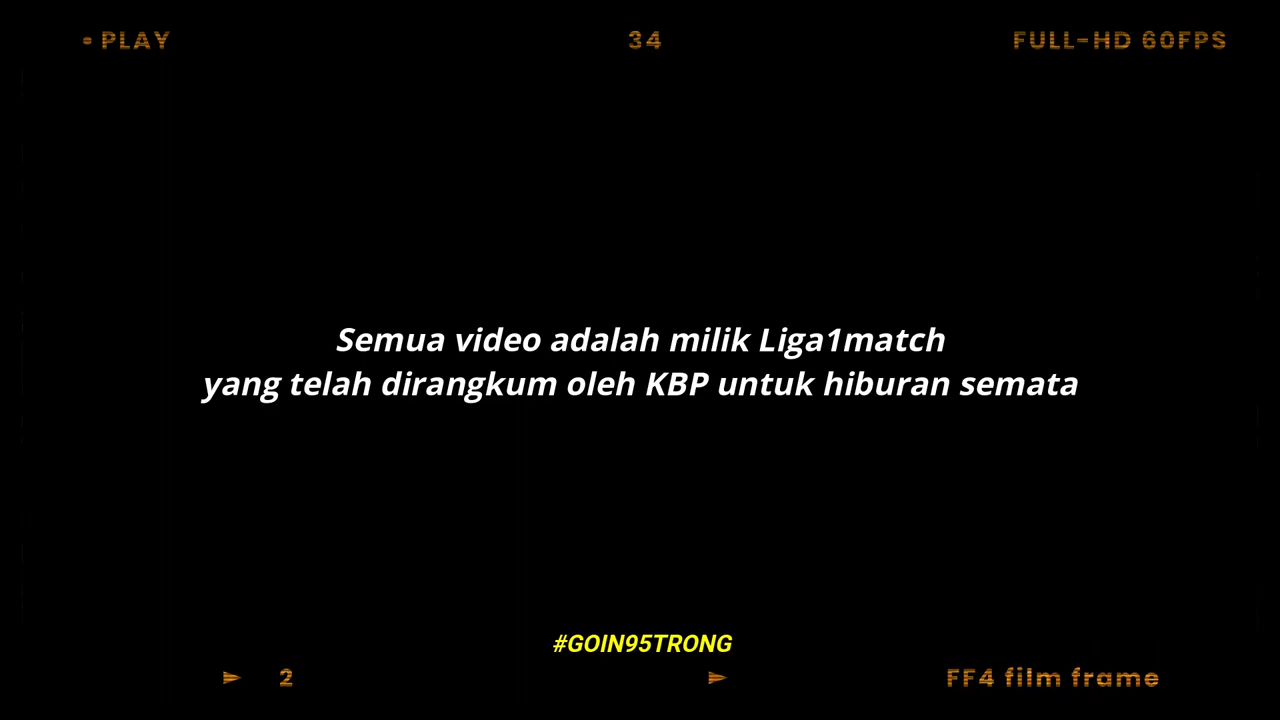 • PLAY
34
FULL-HD 60FPS
Semua video adalah milik Liga1match
yang telah dirangkum oleh KBP untuk hiburan semata
#GOIN95TRONG
2
FF4 film frame